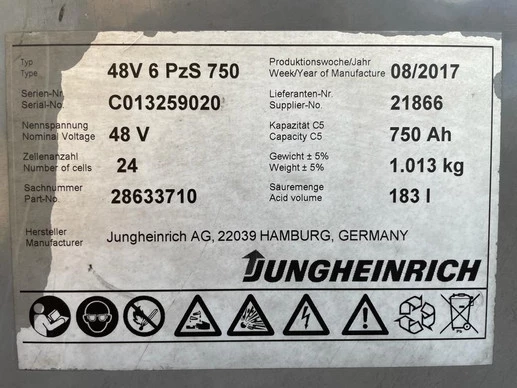 Typ
Type
48V 6 PzS 750
Produktionswoche/Jahr
Week/Year of Manufacture
08/2017
Serien-Nr.
Serial-No.
C013259020
Lieferanten-Nr.
Supplier-No.
21866
Nennspannung
Nominal Voltage
48 V
Kapazität C5
Capacity C5
750 Ah
Zellenanzahl
Number of cells
24
Gewicht ± 5%
Weight ± 5%
1.013 kg
Sachnummer
Part-No.
28633710
Säuremenge
Acid volume
183 l
Hersteller
Manufacturer
Jungheinrich AG, 22039 HAMBURG, GERMANY
JUNGHEINRICH